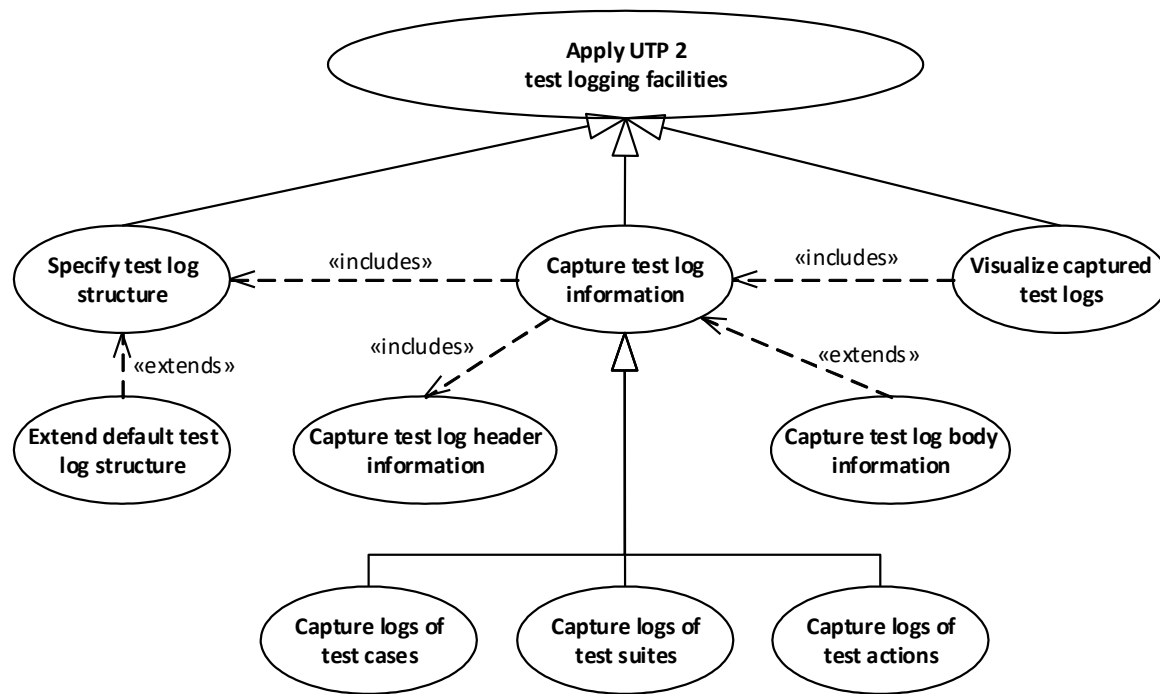 Apply UTP 2
test logging facilities
Specify test log
structure
«includes»
Capture test log
information
«includes»
Visualize captured
test logs
«extends»
«includes»
«extends»
Extend default test
log structure
Capture test log header
information
Capture test log body
information
Capture logs of
test cases
Capture logs of
test suites
Capture logs of
test actions